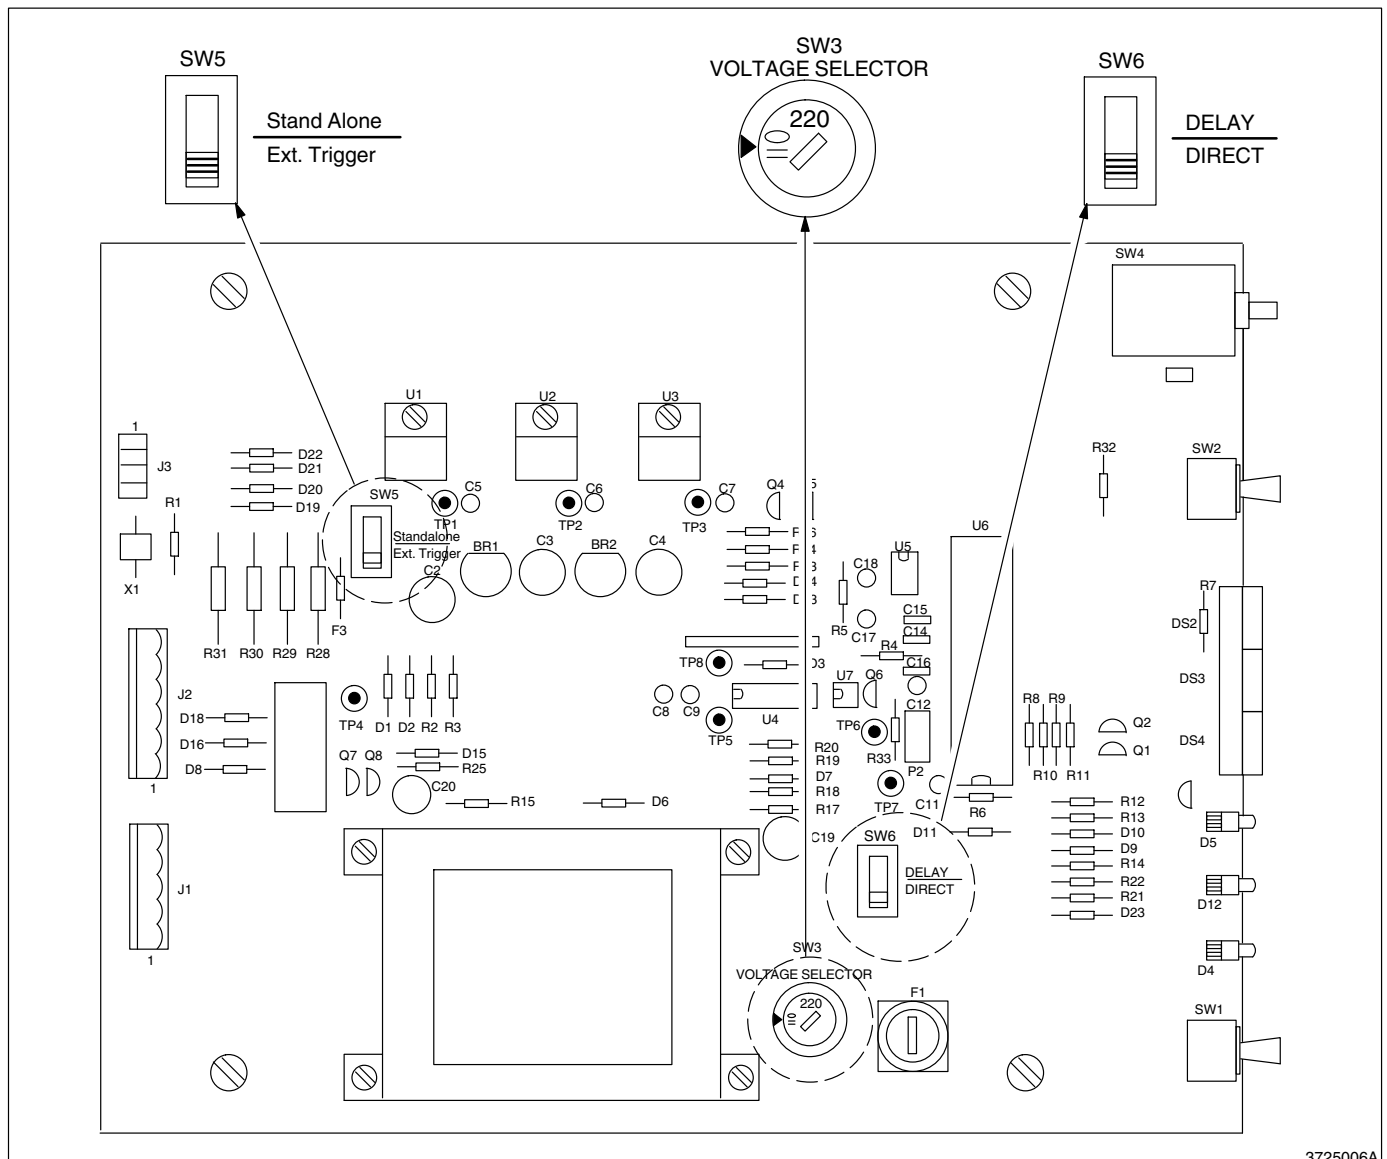 SW5
SW3
VOLTAGE SELECTOR
SW6
Stand Alone
Ext. Trigger
220
110
DELAY
DIRECT
SW4
U1
U2
U3
1
J3
D22
D21
D20
D19
R1
X1
SW5
Standalone
Ext. Trigger
TP1
C5
TP2
C6
TP3
C7
Q4
R32
SW2
U6
U5
BR1
C3
BR2
C4
C2
F3
C18
C15
C14
C17
R5
R4
C16
R7
DS2
DS3
DS4
R31
R30
R29
R28
TP8
D3
U7
Q6
J2
D18
D16
D8
1
TP4
D1
D2
R2
R3
C8
C9
TP5
U4
TP6
C12
R33
P2
R8
R9
R10
R11
Q2
Q1
Q7
Q8
D15
R25
C20
R15
D6
R20
R19
D7
R18
R17
C19
TP7
C11
R6
D11
R12
R13
D10
D9
R14
R22
R21
D23
D5
D12
D4
J1
1
SW6
DELAY
DIRECT
SW3
VOLTAGE SELECTOR
220
110
F1
SW1
3725006A